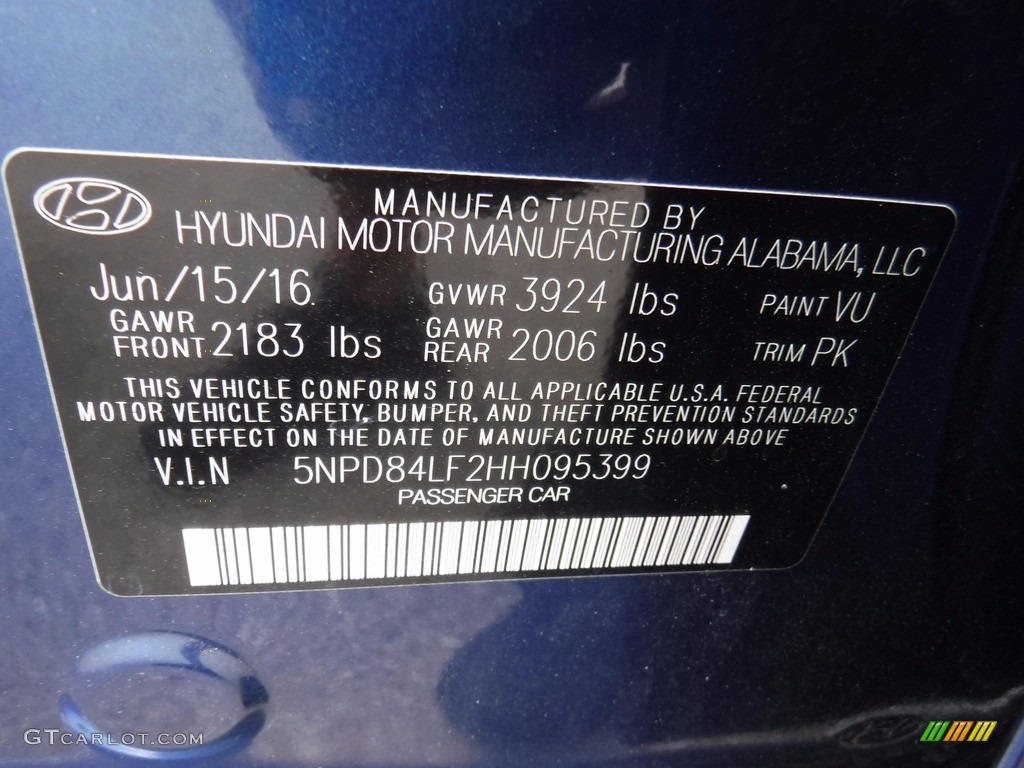 MANUFACTURED BY
HYUNDAI MOTOR MANUFACTURING ALABAMA, LLC
Jun/15/16 GVWR 3924 lbs PAINT VU
GAWR FRONT 2183 lbs GAWR REAR 2006 lbs TRIM PK
THIS VEHICLE CONFORMS TO ALL APPLICABLE U.S.A. FEDERAL
MOTOR VEHICLE SAFETY, BUMPER, AND THEFT PREVENTION STANDARDS
IN EFFECT ON THE DATE OF MANUFACTURE SHOWN ABOVE
V.I.N 5NPD84LF2HH095399
PASSENGER CAR
GTCARLOT.COM